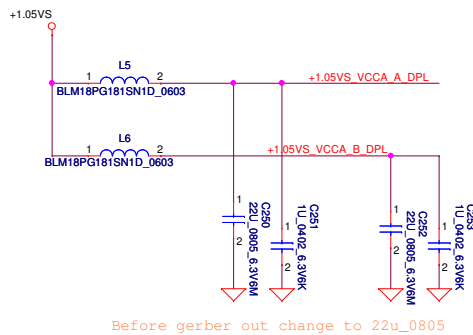 +1.05VS
L5
1 2
BLM18PG181SN1D_0603
+1.05VS_VCCA_A_DPL
L6
1 2
BLM18PG181SN1D_0603
+1.05VS_VCCA_B_DPL
1
2
C250
22U_0805_6.3V6M
1
2
C251
1U_0402_6.3V6K
1
2
C252
22U_0805_6.3V6M
1
2
C253
1U_0402_6.3V6K
Before gerber out change to 22u_0805